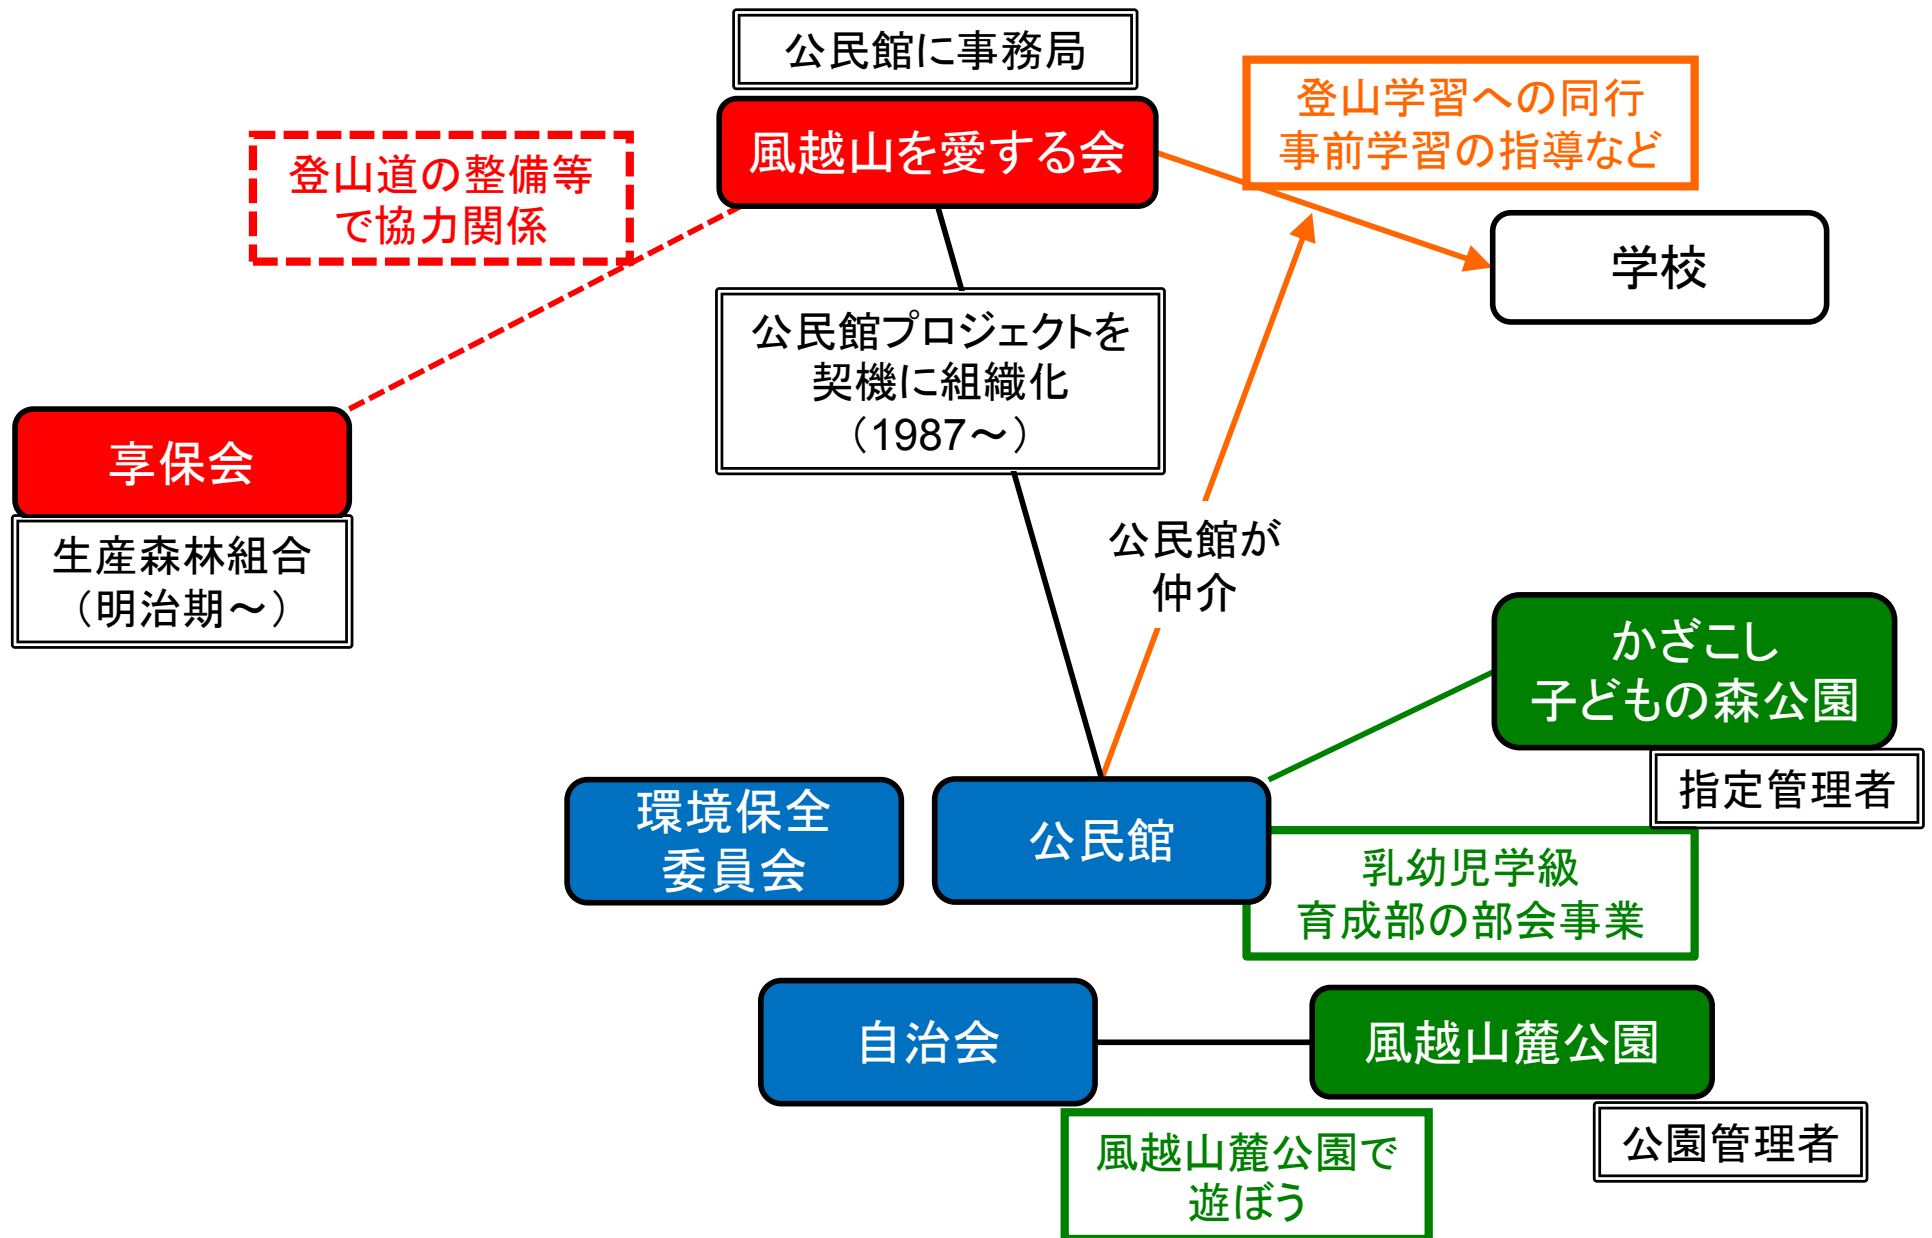 公民館に事務局
風越山を愛する会
登山学習への同行
事前学習の指導など
登山道の整備等
で協力関係
学校
公民館プロジェクトを
契機に組織化
（1987～）
享保会
生産森林組合
（明治期～）
公民館が
仲介
かざこし
子どもの森公園
指定管理者
環境保全
委員会
公民館
乳幼児学級
育成部の部会事業
自治会
風越山麓公園
公園管理者
風越山麓公園で
遊ぼう